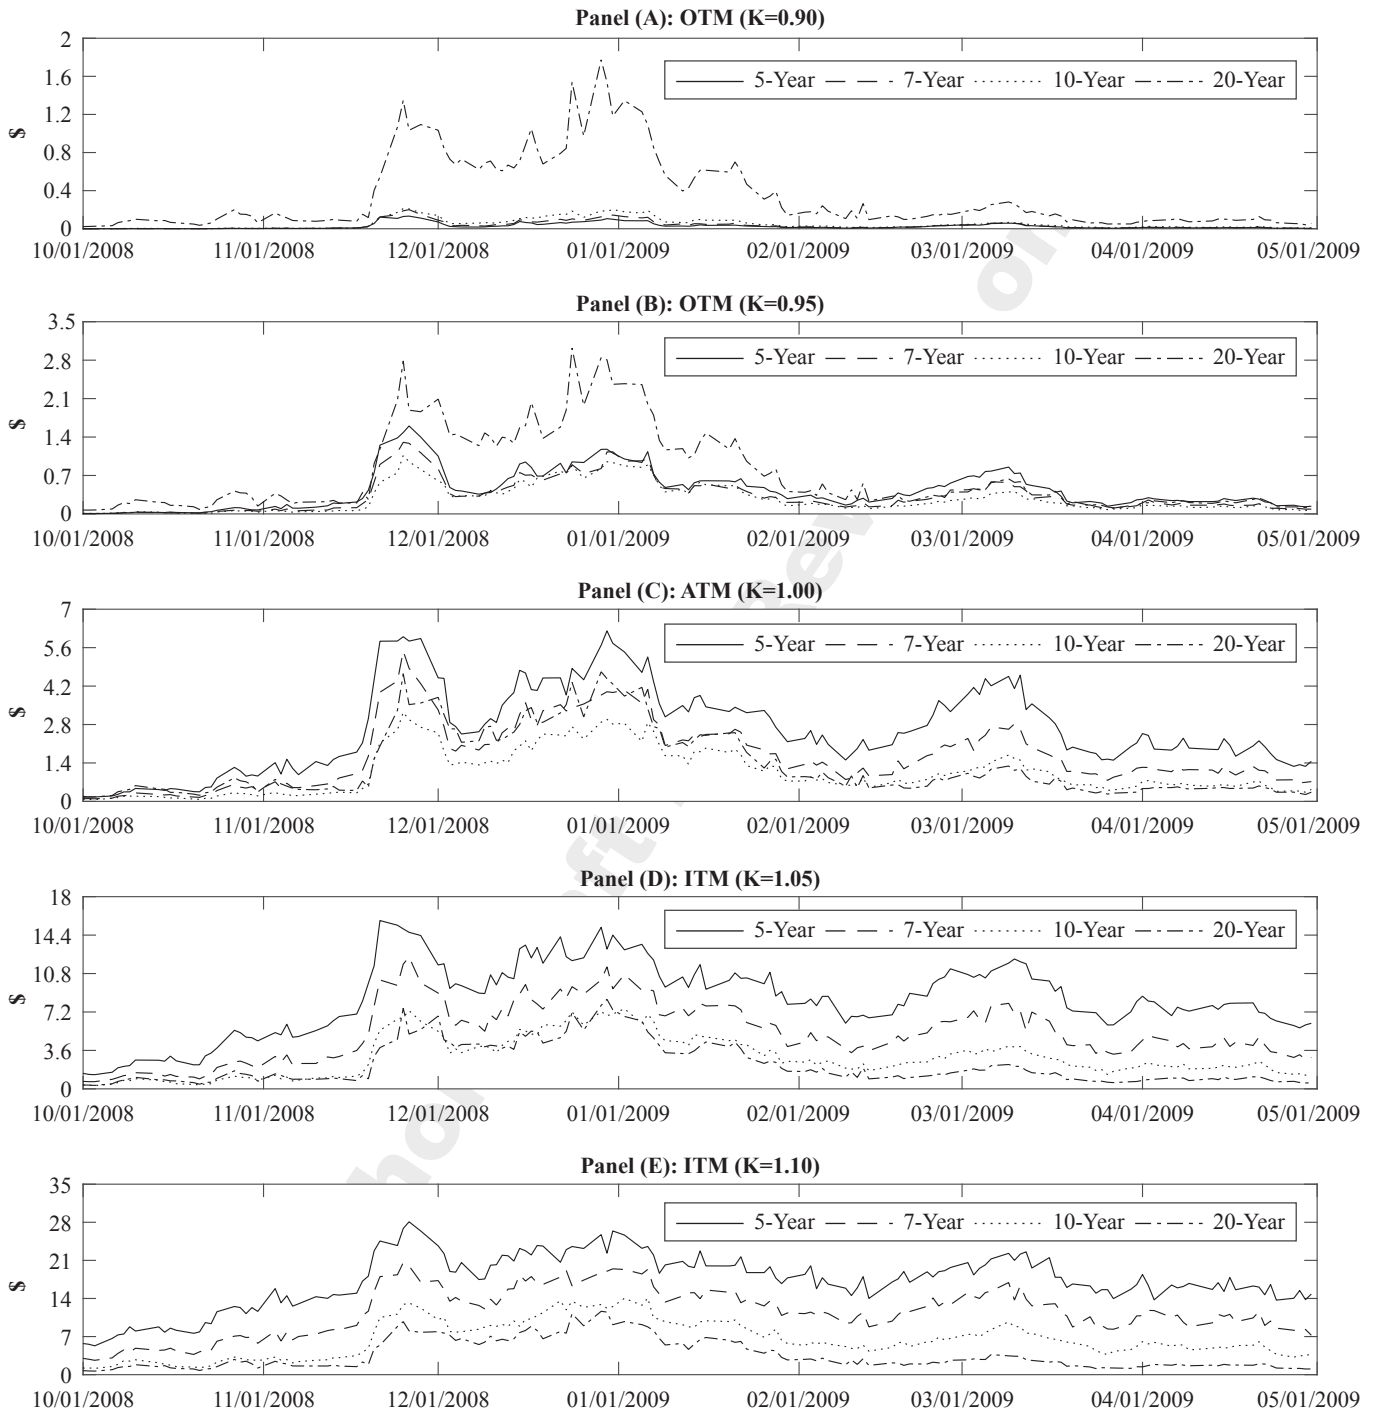 Panel (A): OTM (K=0.90)
2
1.6
1.2
0.8
0.4
0
$
5-Year 7-Year 10-Year 20-Year
10/01/2008 11/01/2008 12/01/2008 01/01/2009 02/01/2009 03/01/2009 04/01/2009 05/01/2009
Panel (B): OTM (K=0.95)
3.5
2.8
2.1
1.4
0.7
0
$
5-Year 7-Year 10-Year 20-Year
10/01/2008 11/01/2008 12/01/2008 01/01/2009 02/01/2009 03/01/2009 04/01/2009 05/01/2009
Panel (C): ATM (K=1.00)
7
5.6
4.2
2.8
1.4
0
$
5-Year 7-Year 10-Year 20-Year
10/01/2008 11/01/2008 12/01/2008 01/01/2009 02/01/2009 03/01/2009 04/01/2009 05/01/2009
Panel (D): ITM (K=1.05)
18
14.4
10.8
7.2
3.6
0
$
5-Year 7-Year 10-Year 20-Year
10/01/2008 11/01/2008 12/01/2008 01/01/2009 02/01/2009 03/01/2009 04/01/2009 05/01/2009
Panel (E): ITM (K=1.10)
35
28
21
14
7
0
$
5-Year 7-Year 10-Year 20-Year
10/01/2008 11/01/2008 12/01/2008 01/01/2009 02/01/2009 03/01/2009 04/01/2009 05/01/2009